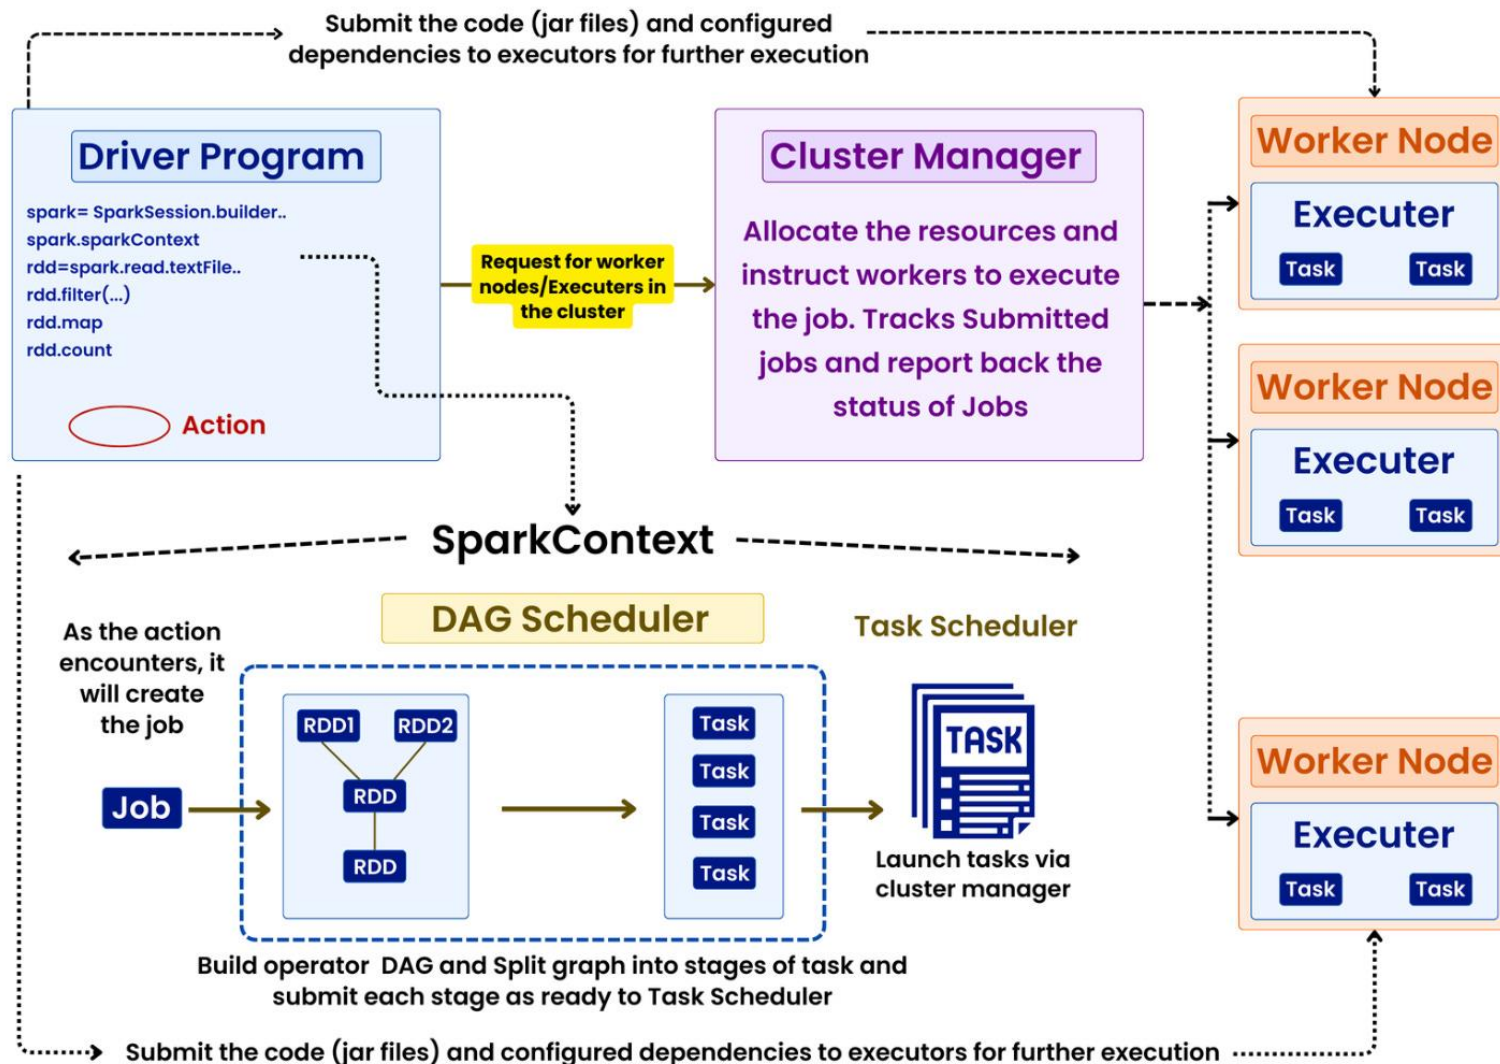 Submit the code (jar files) and configured
dependencies to executors for further execution
Driver Program
spark= SparkSession.builder..
spark.sparkContext
rdd=spark.read.textFile..
rdd.filter(...)
rdd.map
rdd.count
Action
Request for worker
nodes/Executers in
the cluster
Cluster Manager
Allocate the resources and
instruct workers to execute
the job. Tracks Submitted
jobs and report back the
status of Jobs
Worker Node
Executer
Task
Task
Worker Node
Executer
Task
Task
Worker Node
Executer
Task
Task
SparkContext
As the action
encounters, it
will create
the job
Job
DAG Scheduler
RDD1
RDD2
RDD
RDD
Task
Task
Task
Task
Build operator DAG and Split graph into stages of task and
submit each stage as ready to Task Scheduler
Task Scheduler
TASK
Launch tasks via
cluster manager
Submit the code (jar files) and configured dependencies to executors for further execution